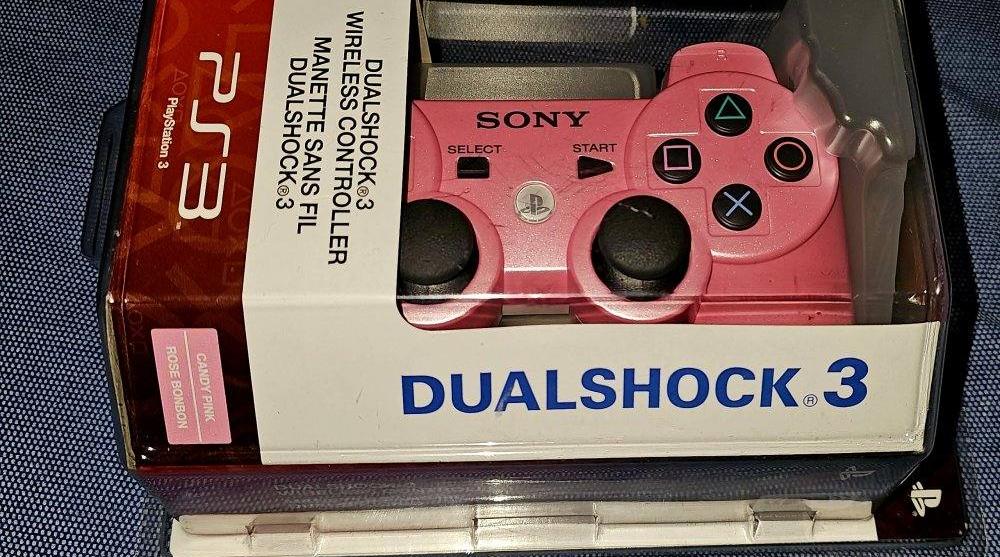 PS3
PlayStation 3
DUALSHOCK®3
WIRELESS CONTROLLER
MANETTE SANS FIL
DUALSHOCK®3
SONY
SELECT
START
CANDY PINK
ROSE BONBON
DUALSHOCK®3